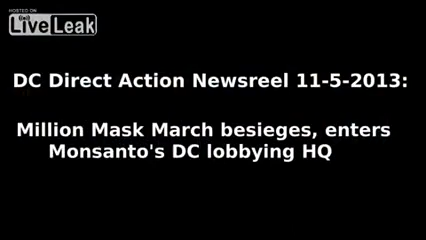 HOSTED ON
LiveLeak
DC Direct Action Newsreel 11-5-2013:
Million Mask March besieges, enters
Monsanto's DC lobbying HQ